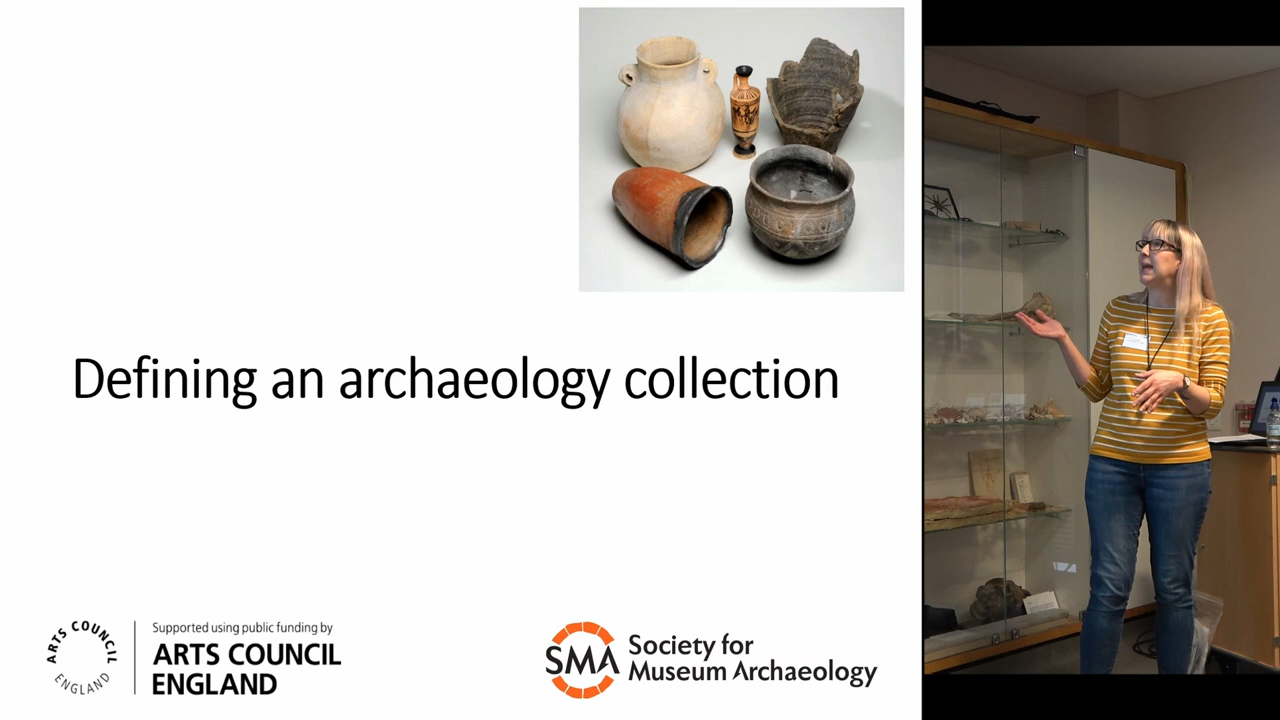 Defining an archaeology collection
ARTS COUNCIL
ENGLAND
Supported using public funding by
ARTS COUNCIL
ENGLAND
SMA
Society for
Museum Archaeology